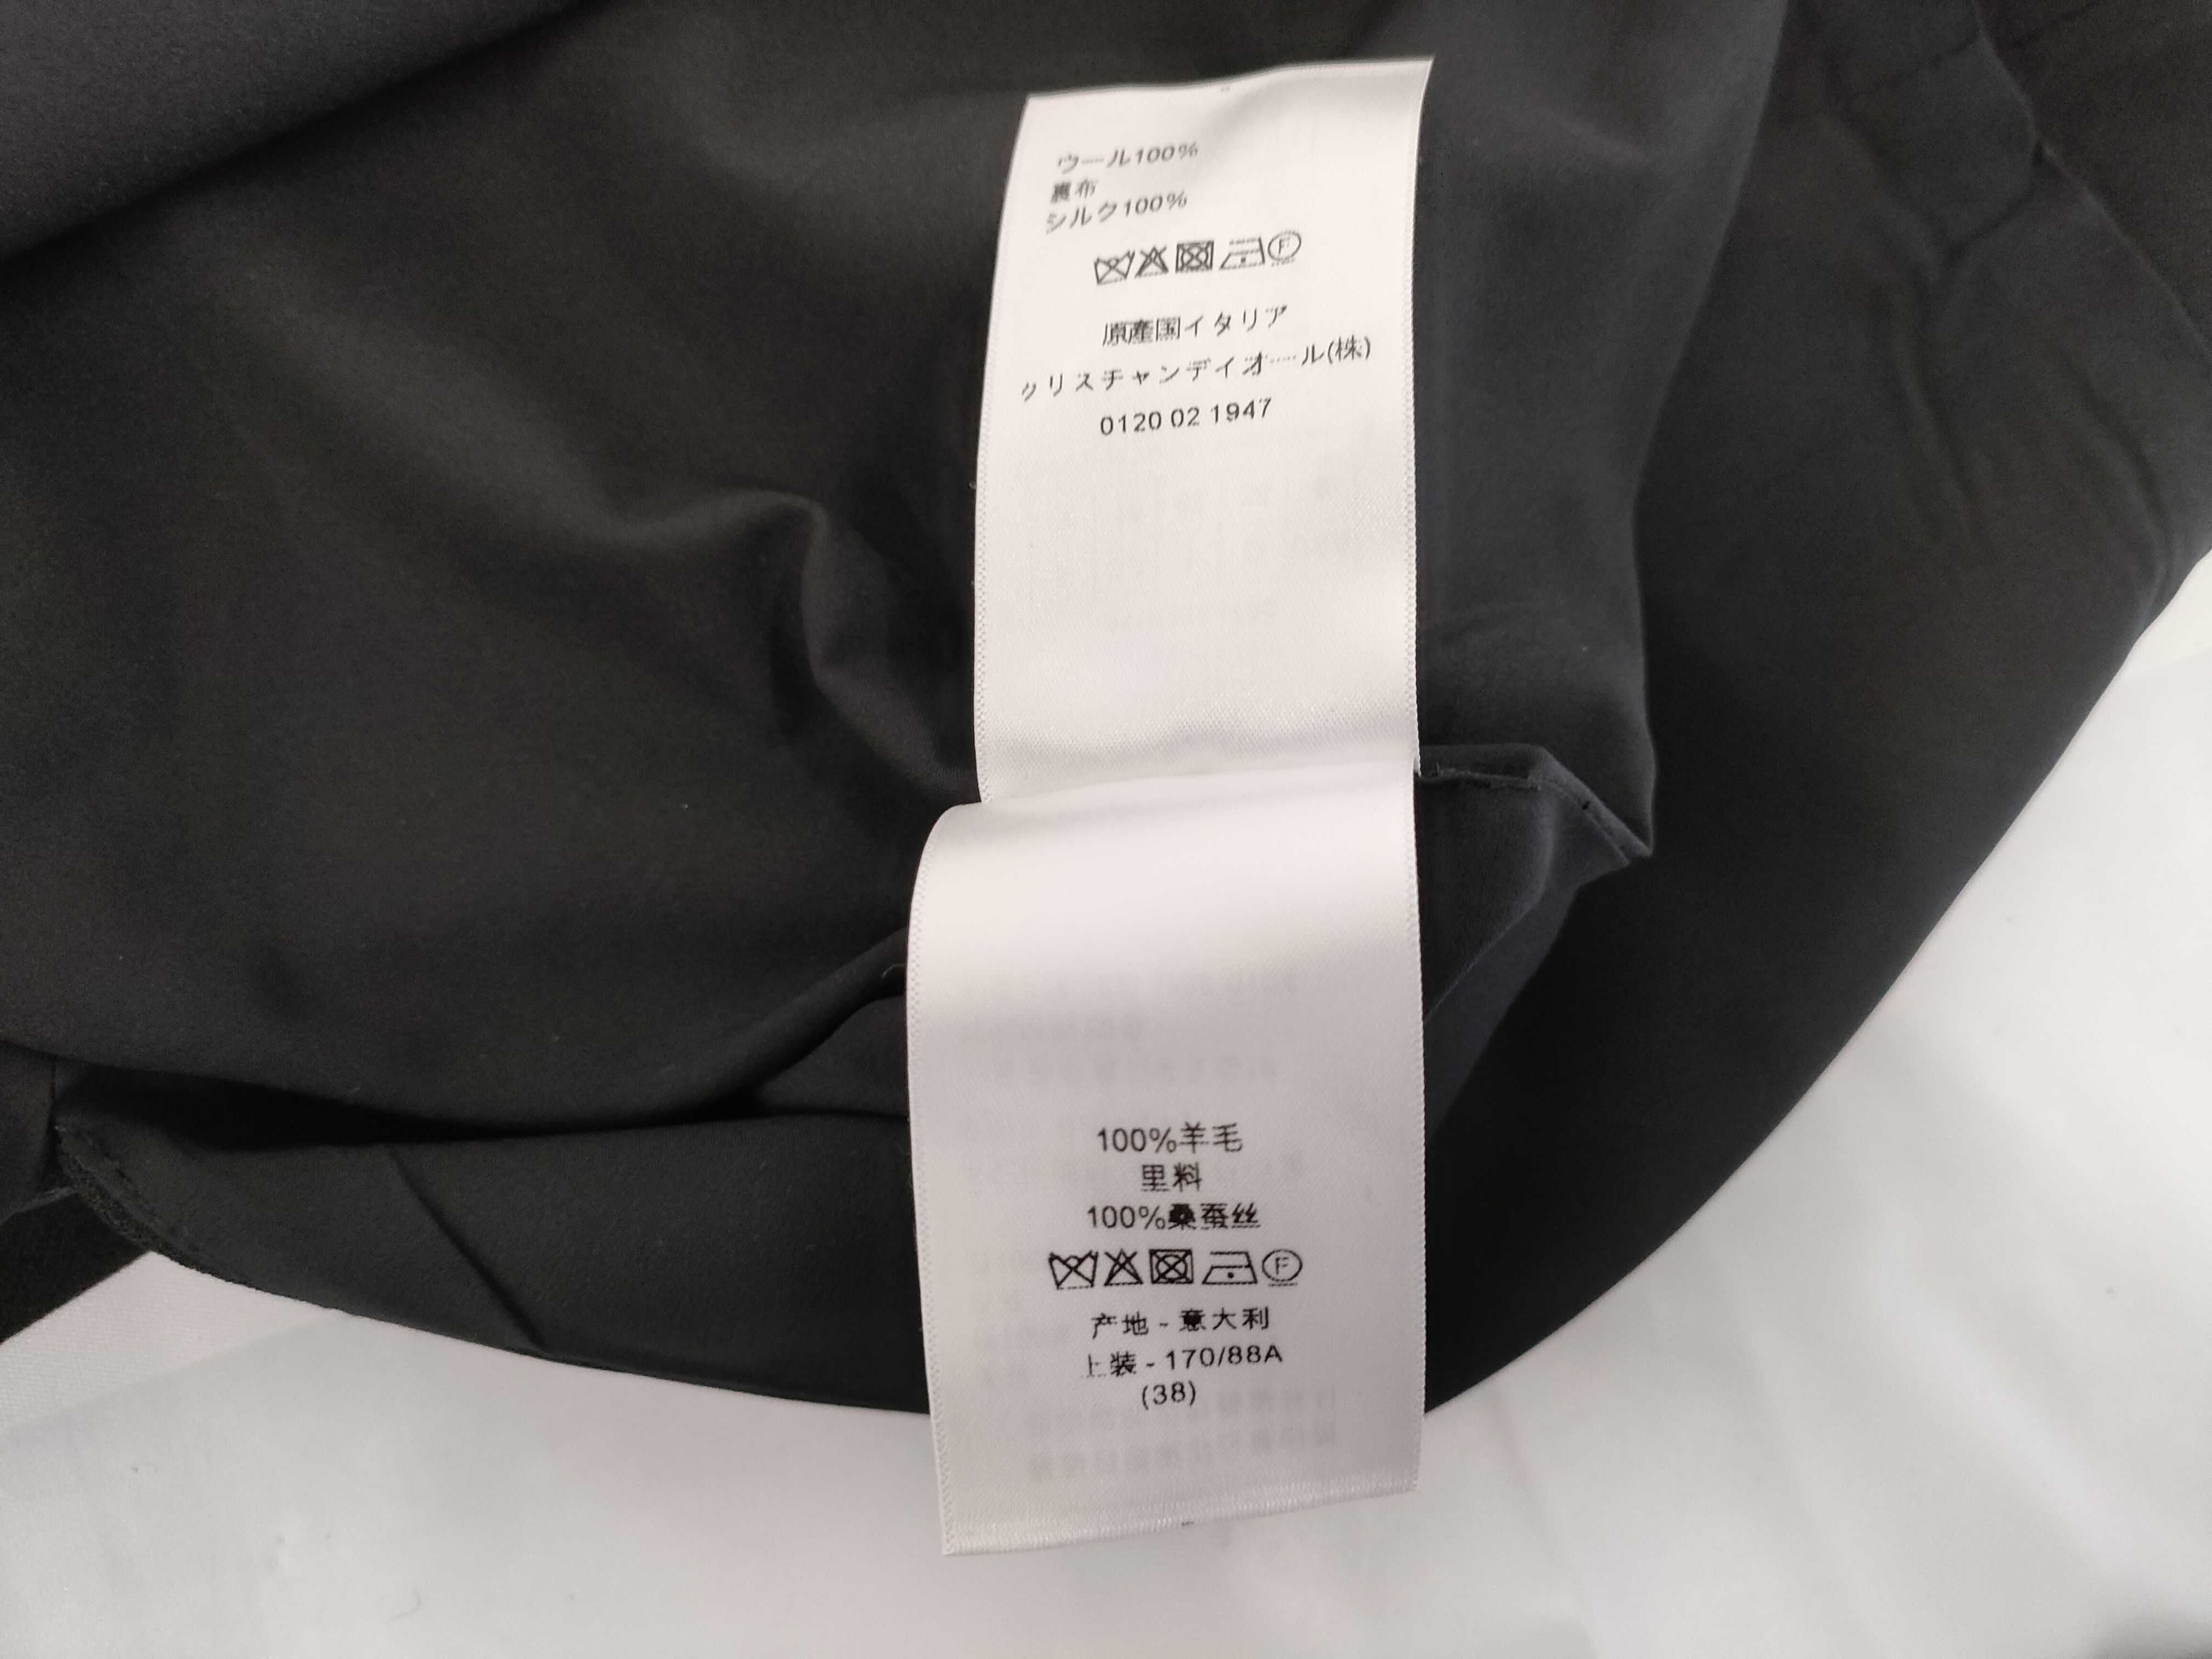 ウール100%
裏布
シルク100%
F
原産国イタリア
クリスチャンディオール(株)
0120 02 1947
100%羊毛
里料
100%桑蚕丝
F
产地 - 意大利
上装 - 170/88A
(38)